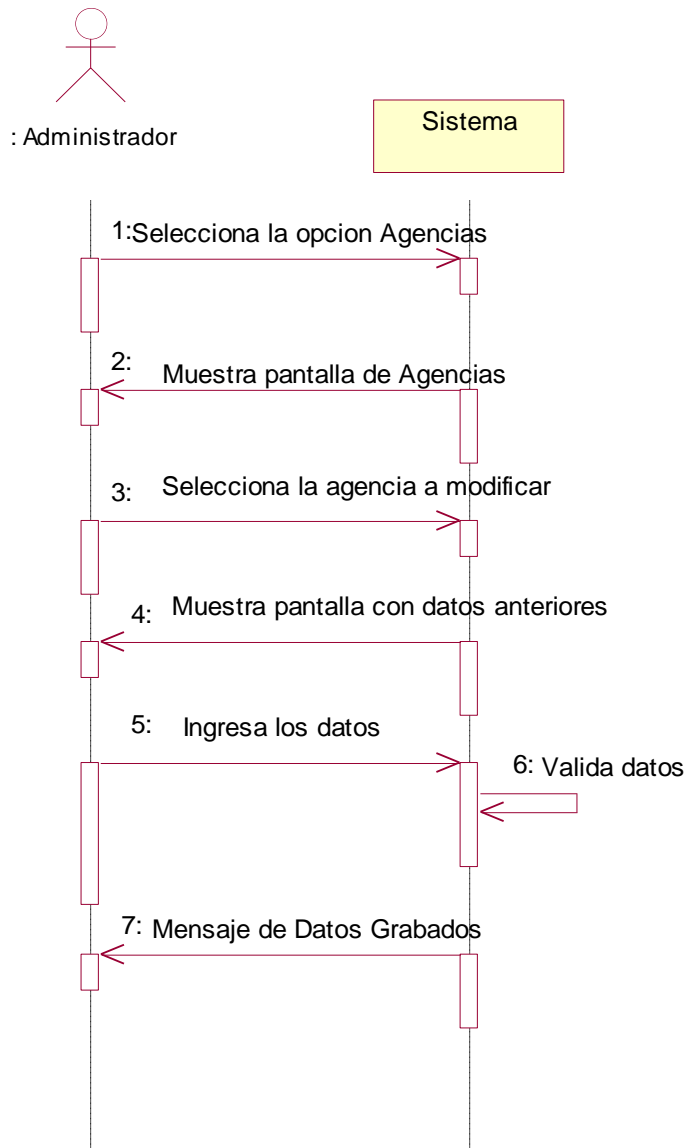 : Administrador
Sistema
1:Selecciona la opcion Agencias
2: Muestra pantalla de Agencias
3: Selecciona la agencia a modificar
4: Muestra pantalla con datos anteriores
5: Ingresa los datos
6: Valida datos
7: Mensaje de Datos Grabados